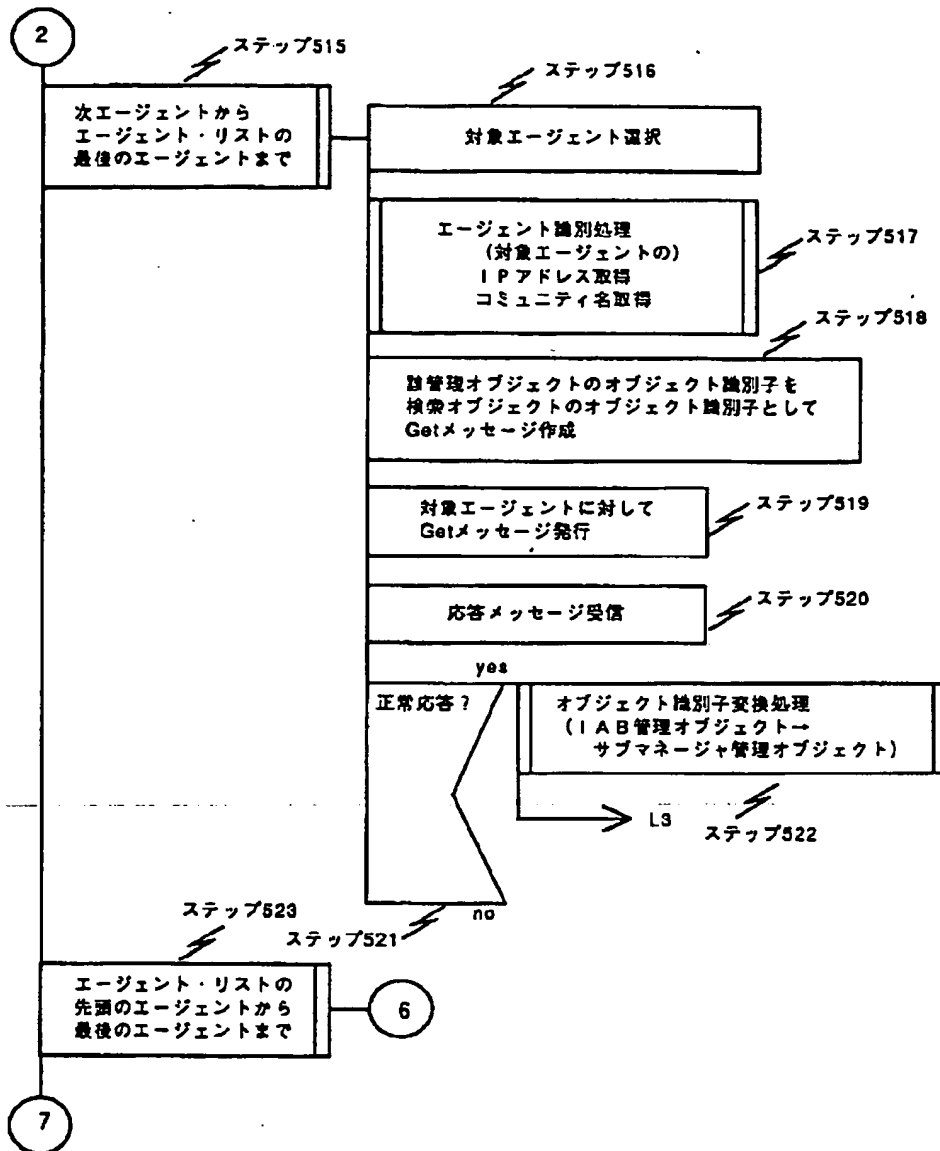 2
ステップ515
次エージェントから
エージェント・リストの
最後のエージェントまで
ステップ516
対象エージェント選択
エージェント識別処理
(対象エージェントの)
IPアドレス取得
コミュニティ名取得
ステップ517
ステップ518
該管理オブジェクトのオブジェクト識別子を
検索オブジェクトのオブジェクト識別子として
Getメッセージ作成
対象エージェントに対して
Getメッセージ発行
ステップ519
応答メッセージ受信
ステップ520
yes
正常応答?
オブジェクト識別子変換処理
(IAB管理オブジェクト→
サブマネージャ管理オブジェクト)
L3
ステップ522
no
ステップ521
ステップ523
エージェント・リストの
先頭のエージェントから
最後のエージェントまで
6
7